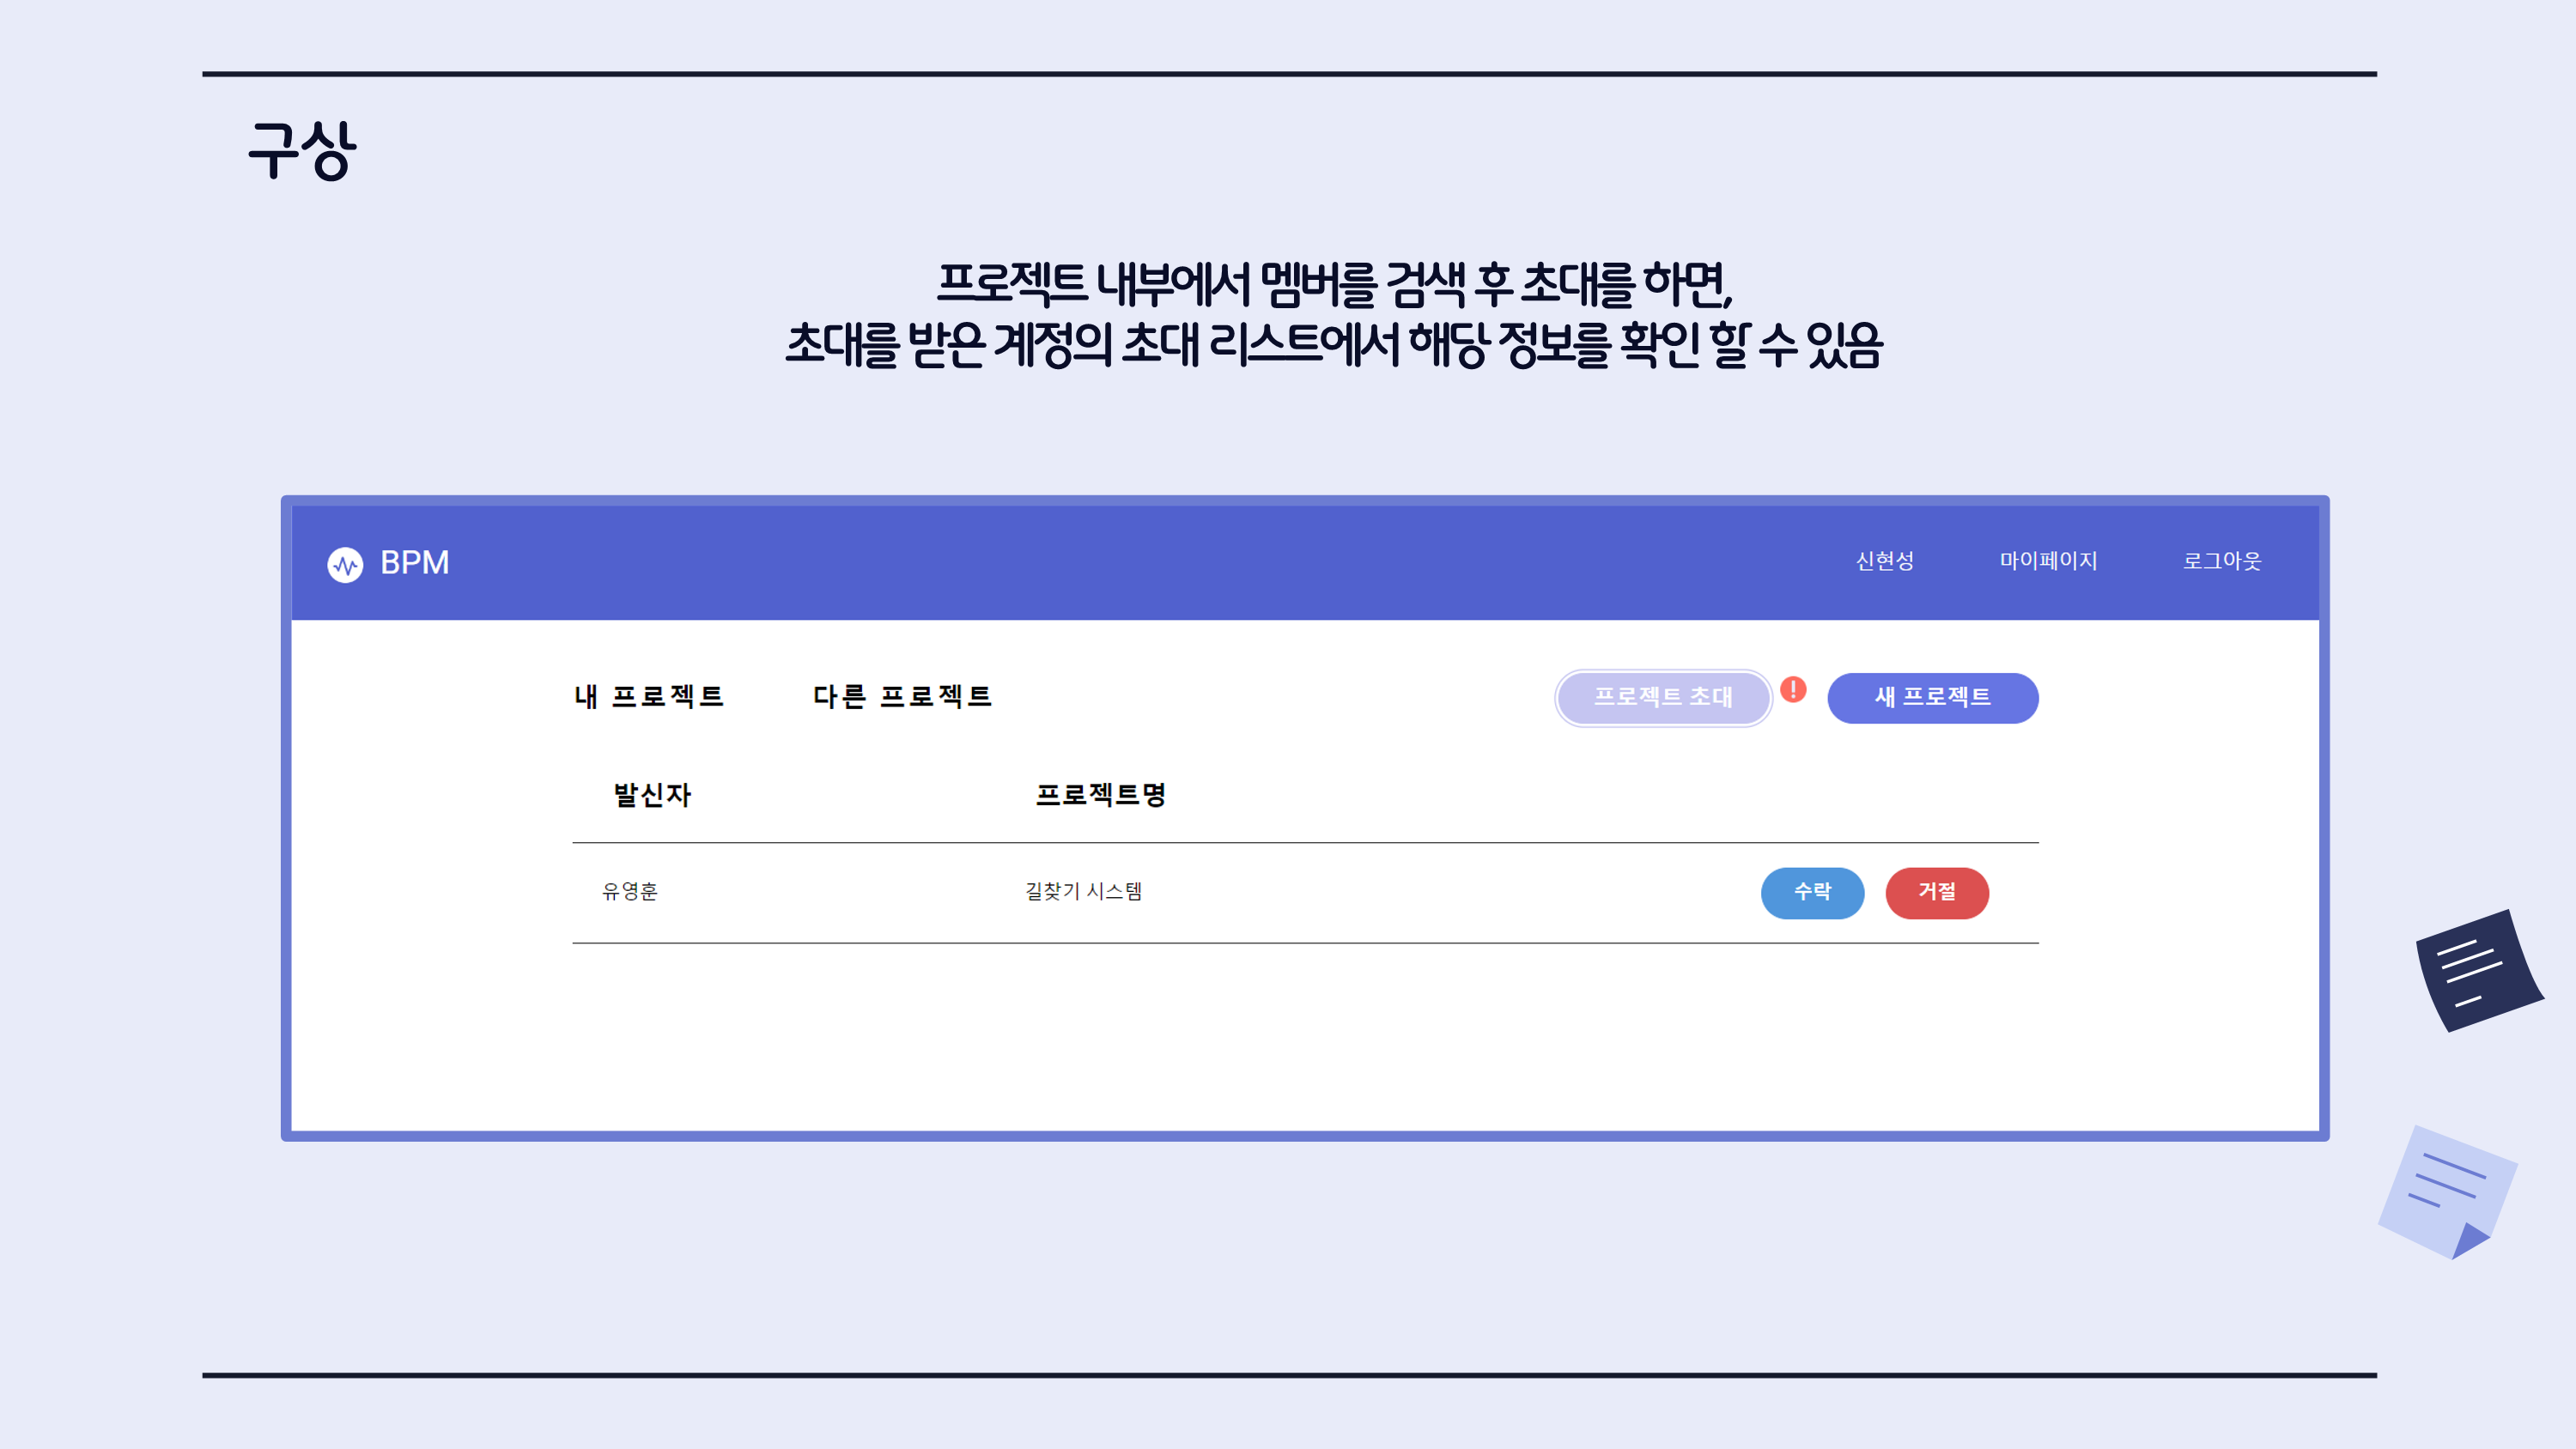 구상
프로젝트 내부에서 멤버를 검색 후 초대를 하면,
초대를 받은 계정의 초대 리스트에서 해당 정보를 확인 할 수 있음
BPM 신현성 마이페이지 로그아웃
내 프로젝트 다른 프로젝트 프로젝트 초대 ! 새 프로젝트
발신자 프로젝트명
유영훈 길찾기 시스템 수락 거절